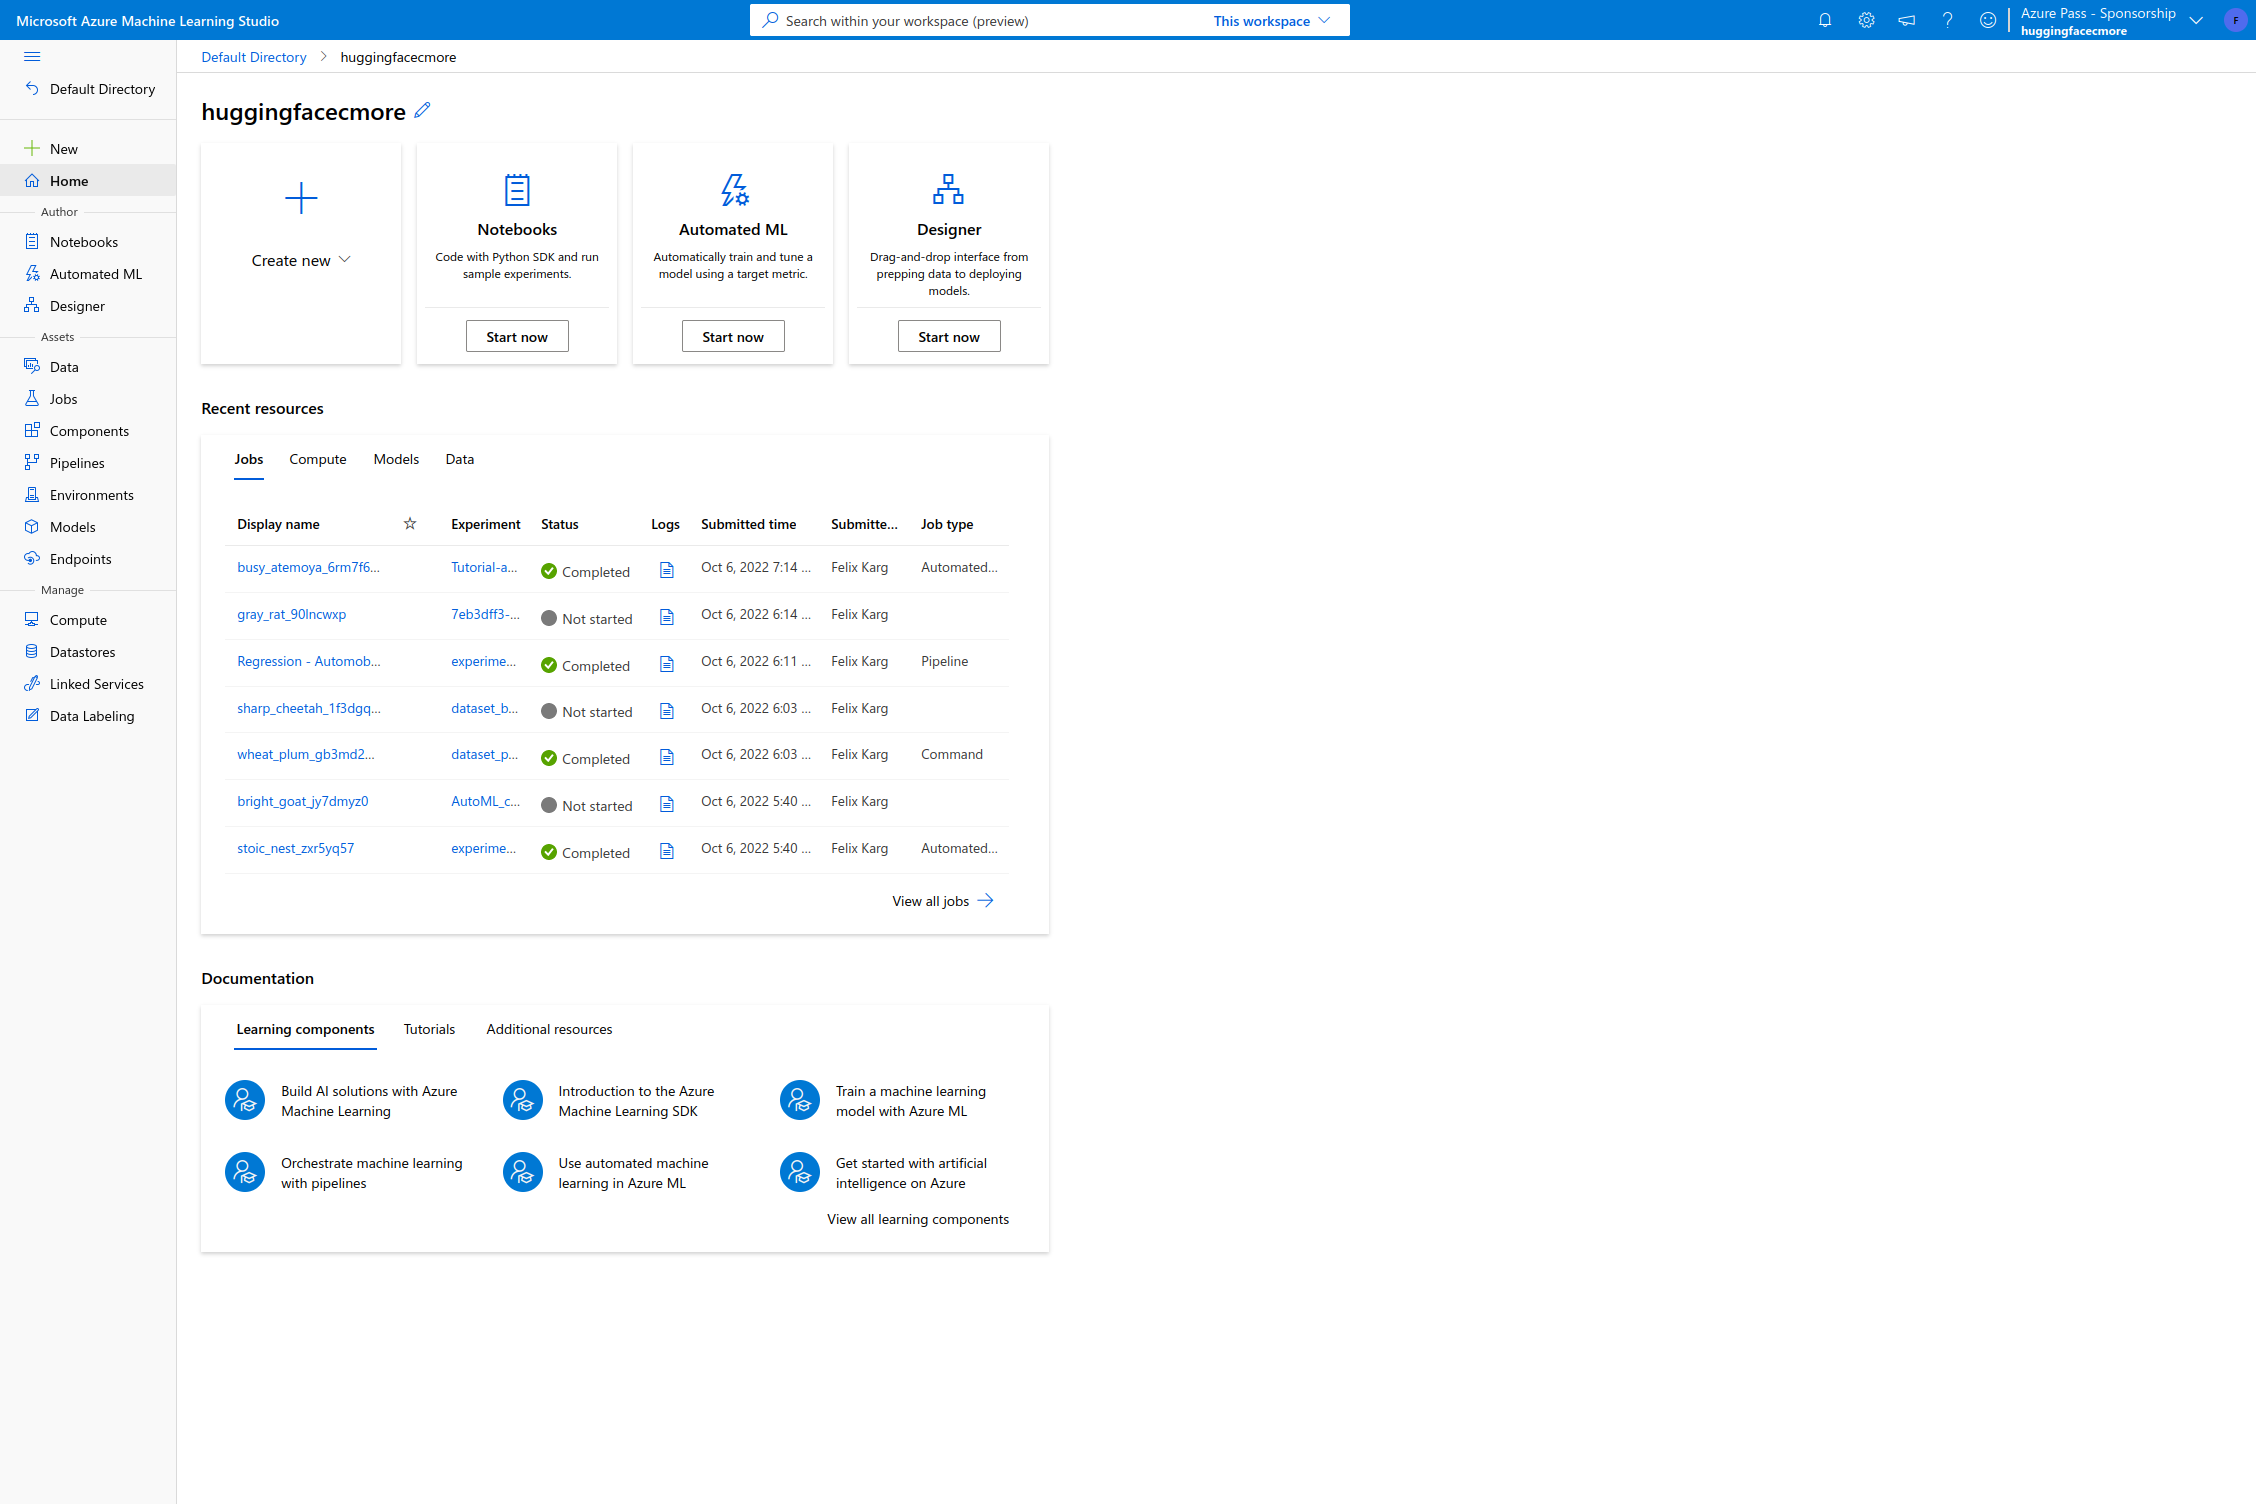 Microsoft Azure Machine Learning Studio
Search within your workspace (preview)
This workspace
Azure Pass - Sponsorship
huggingfacecmore
F
Default Directory
huggingfacecmore
Default Directory
New
Home
Author
Notebooks
Automated ML
Designer
Assets
Data
Jobs
Components
Pipelines
Environments
Models
Endpoints
Manage
Compute
Datastores
Linked Services
Data Labeling
huggingfacecmore
Create new
Notebooks
Code with Python SDK and run
sample experiments.
Start now
Automated ML
Automatically train and tune a
model using a target metric.
Start now
Designer
Drag-and-drop interface from
prepping data to deploying
models.
Start now
Recent resources
Jobs Compute Models Data
Display name Experiment Status Logs Submitted time Submitte... Job type
busy_atemoya_6rm7f6... Tutorial-a... Completed Oct 6, 2022 7:14 ... Felix Karg Automated...
gray_rat_90lncwxp 7eb3dff3-... Not started Oct 6, 2022 6:14 ... Felix Karg
Regression - Automob... experime... Completed Oct 6, 2022 6:11 ... Felix Karg Pipeline
sharp_cheetah_1f3dgq... dataset_b... Not started Oct 6, 2022 6:03 ... Felix Karg
wheat_plum_gb3md2... dataset_p... Completed Oct 6, 2022 6:03 ... Felix Karg Command
bright_goat_jy7dmyz0 AutoML_c... Not started Oct 6, 2022 5:40 ... Felix Karg
stoic_nest_zxr5yq57 experime... Completed Oct 6, 2022 5:40 ... Felix Karg Automated...
View all jobs
Documentation
Learning components Tutorials Additional resources
Build AI solutions with Azure
Machine Learning
Introduction to the Azure
Machine Learning SDK
Train a machine learning
model with Azure ML
Orchestrate machine learning
with pipelines
Use automated machine
learning in Azure ML
Get started with artificial
intelligence on Azure
View all learning components